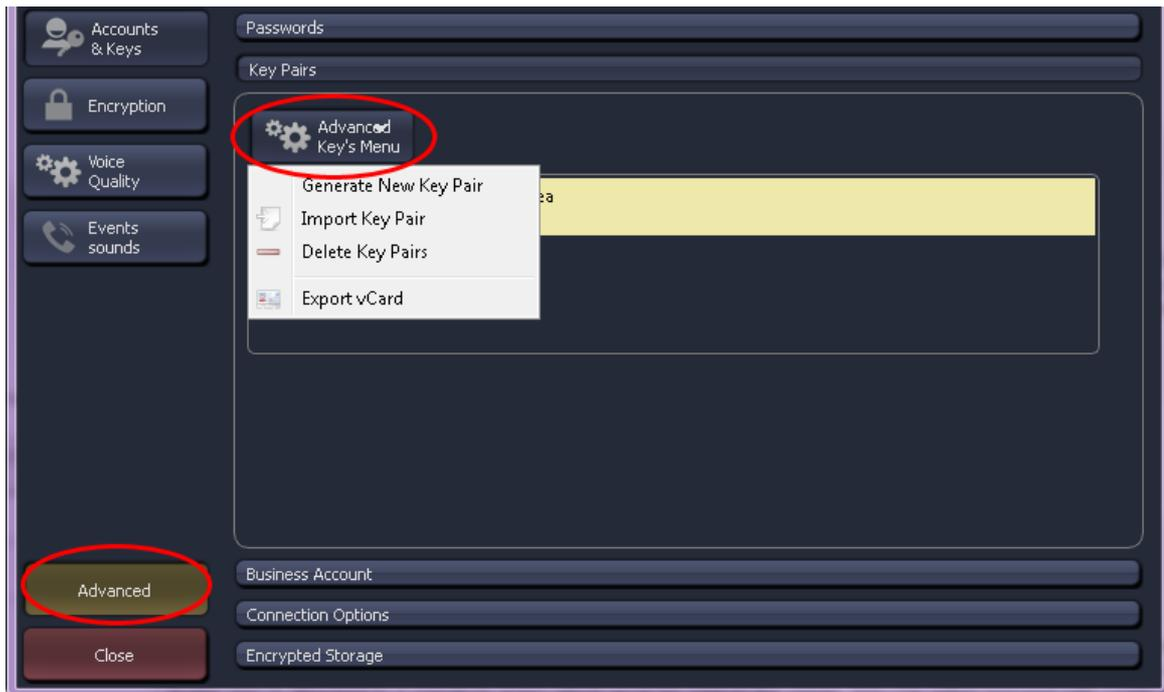 Accounts
& Keys
Encryption
Voice
Quality
Events
sounds
Advanced
Close
Passwords
Key Pairs
Advanced
Key's Menu
Generate New Key Pair
Import Key Pair
Delete Key Pairs
Export vCard
ea
Business Account
Connection Options
Encrypted Storage